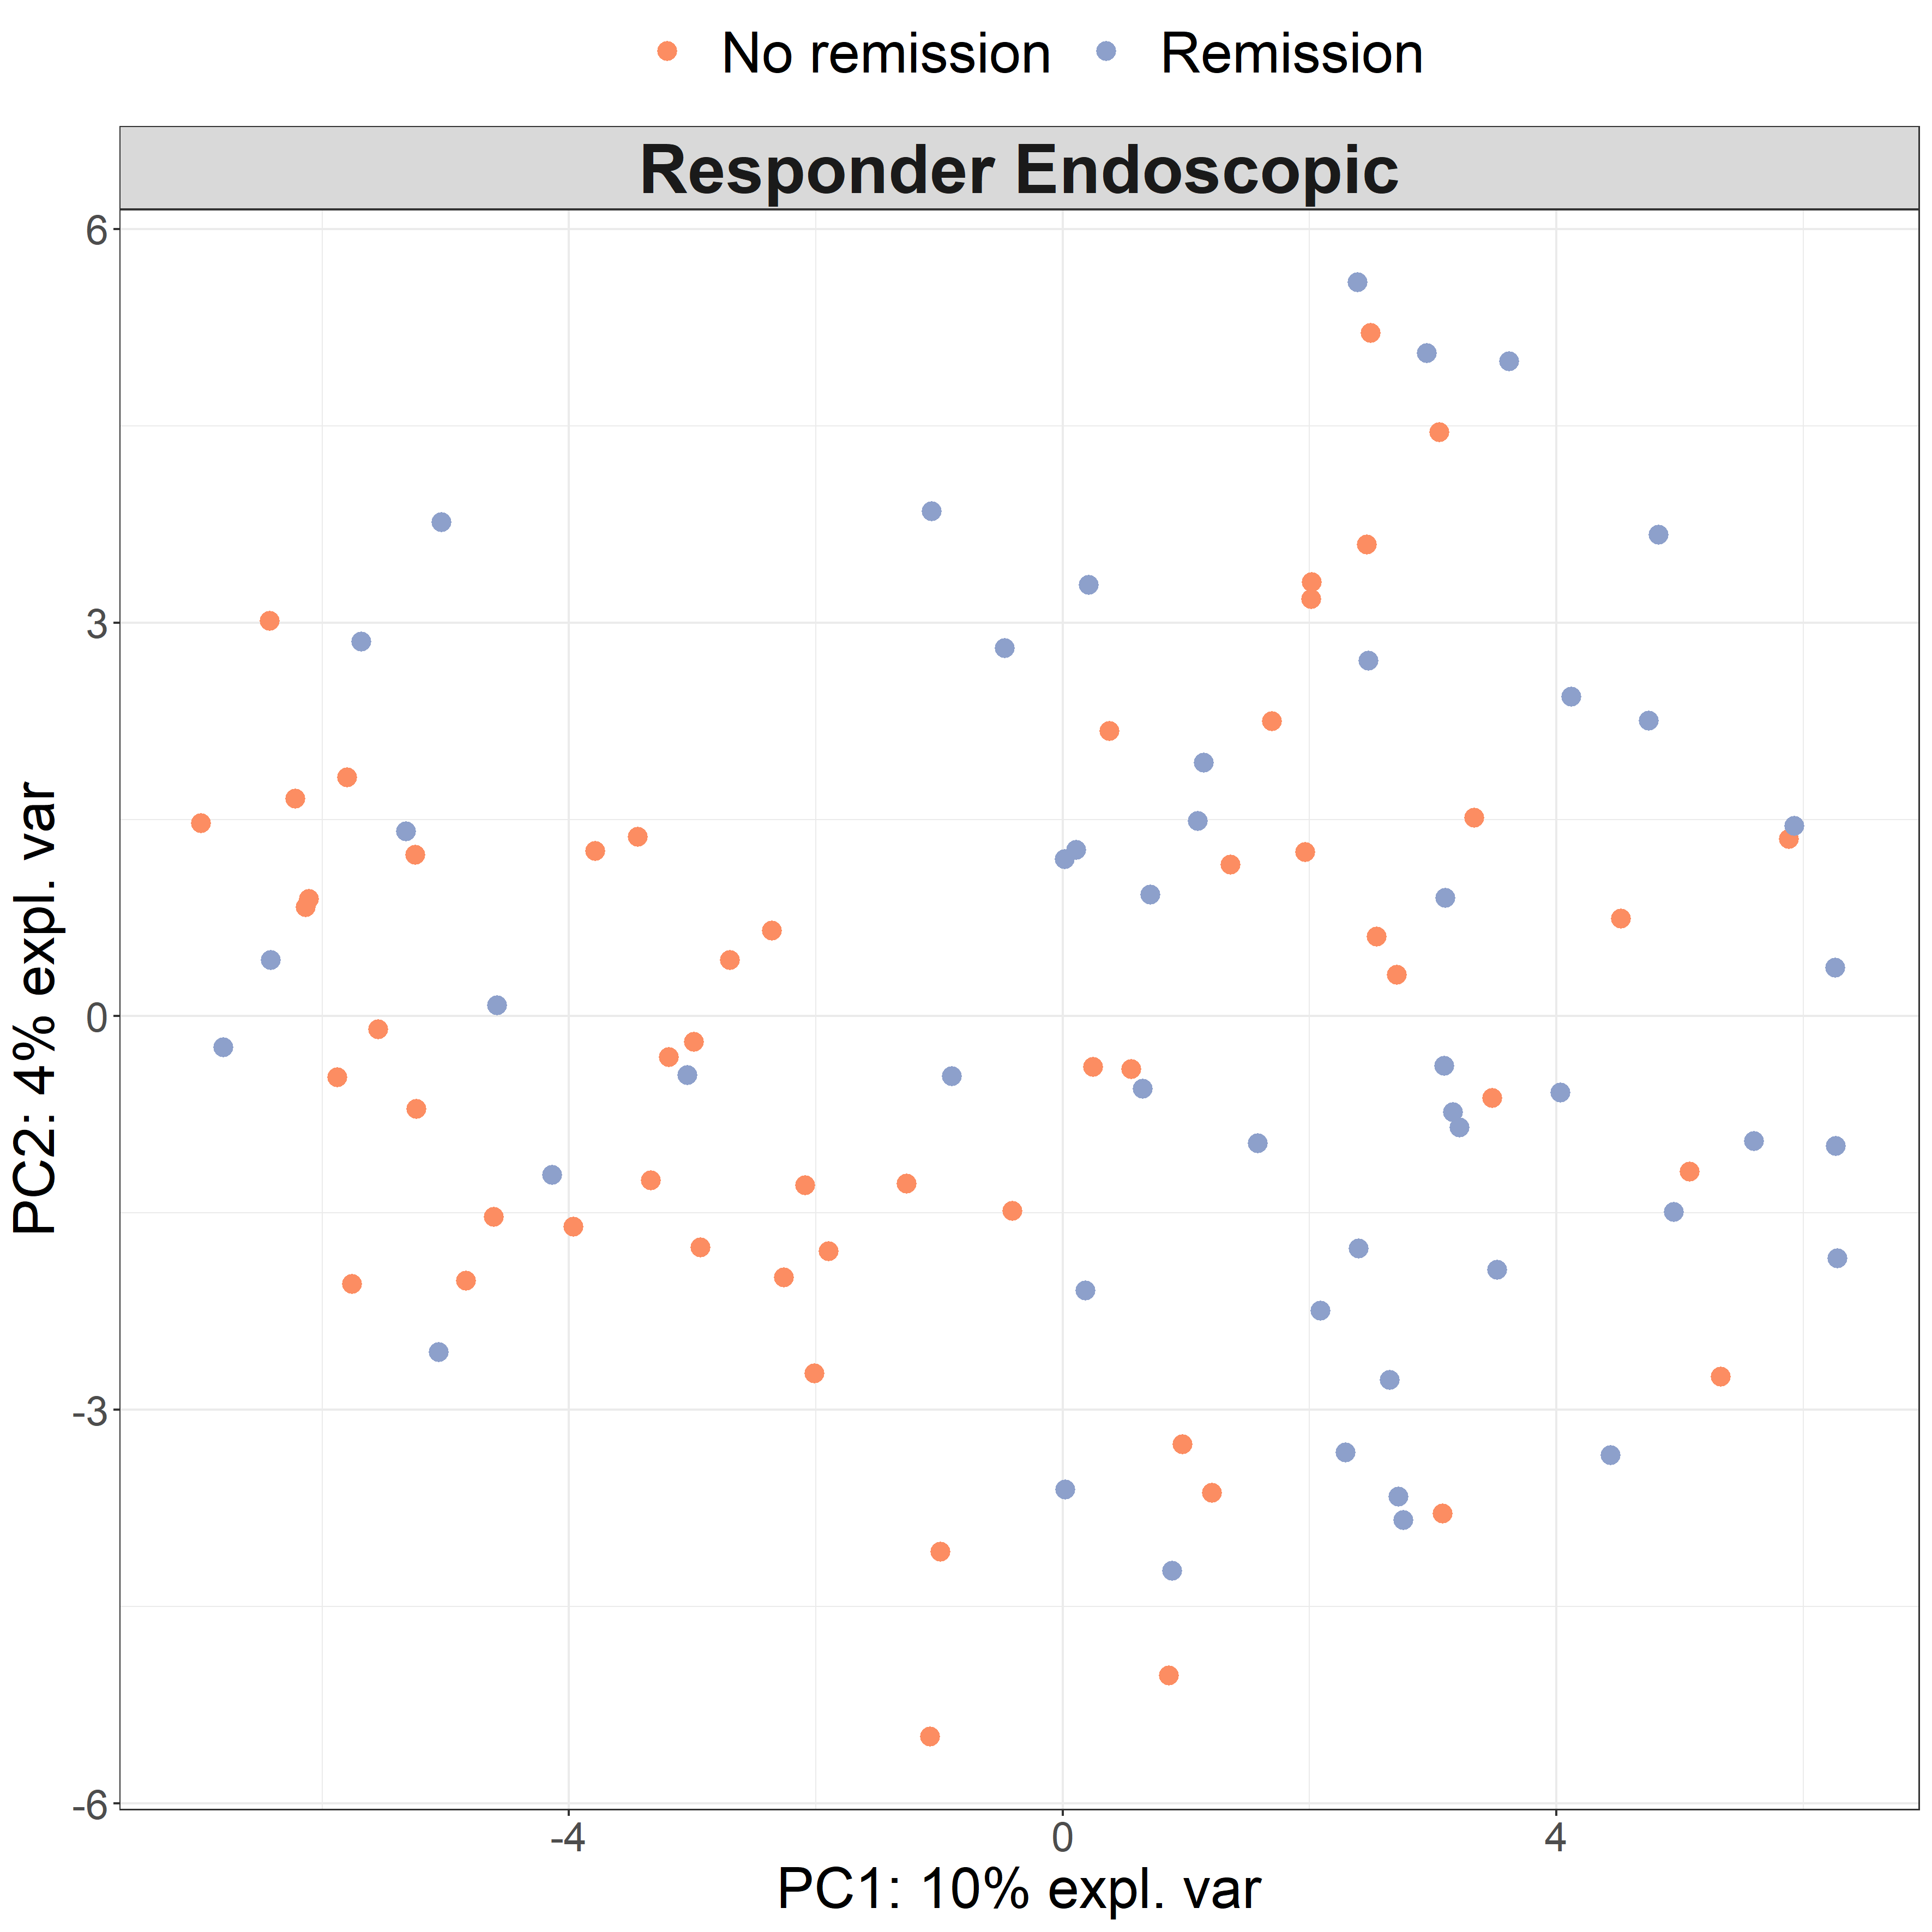 No remission Remission
Responder Endoscopic
6
3
0
-3
-6
PC2: 4% expl. var
-4 0 4
PC1: 10% expl. var